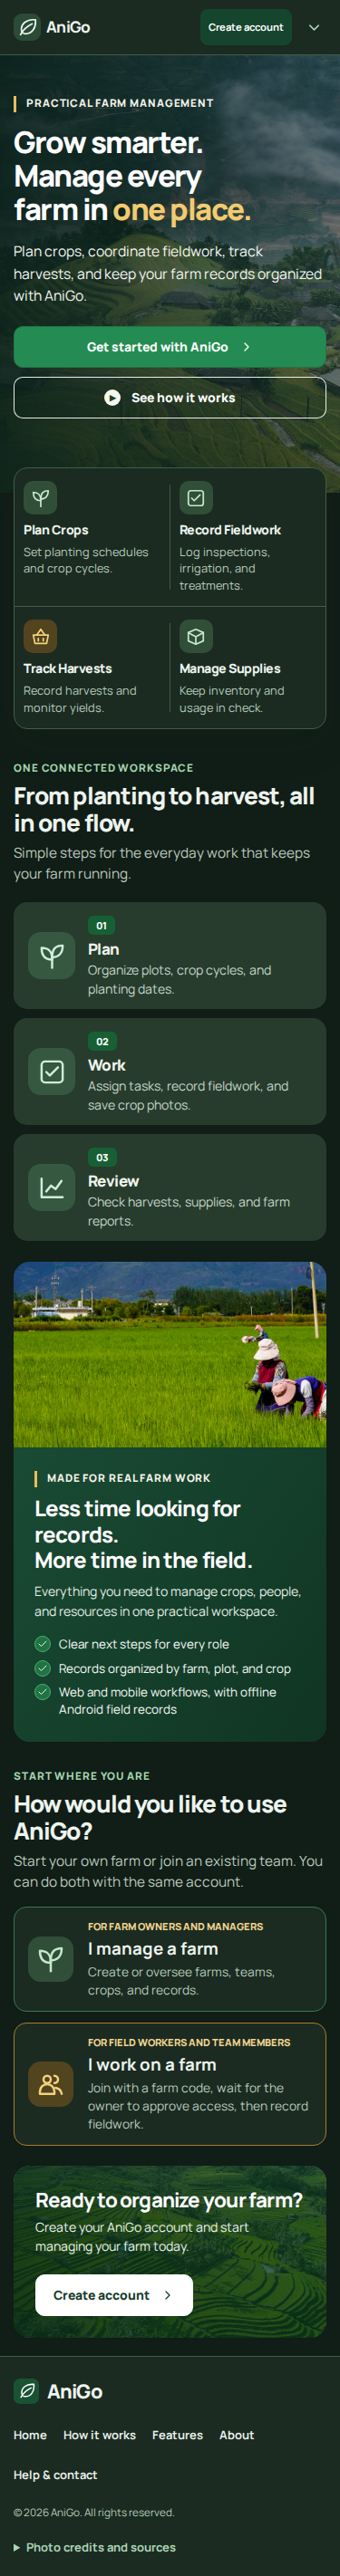 AniGo
Create account
PRACTICAL FARM MANAGEMENT
Grow smarter.
Manage every
farm in one place.
Plan crops, coordinate fieldwork, track
harvests, and keep your farm records organized
with AniGo.
Get started with AniGo
See how it works
Plan Crops
Set planting schedules
and crop cycles.
Record Fieldwork
Log inspections,
irrigation, and
treatments.
Track Harvests
Record harvests and
monitor yields.
Manage Supplies
Keep inventory and
usage in check.
ONE CONNECTED WORKSPACE
From planting to harvest, all
in one flow.
Simple steps for the everyday work that keeps
your farm running.
01
Plan
Organize plots, crop cycles, and
planting dates.
02
Work
Assign tasks, record fieldwork, and
save crop photos.
03
Review
Check harvests, supplies, and farm
reports.
MADE FOR REAL FARM WORK
Less time looking for
records.
More time in the field.
Everything you need to manage crops, people,
and resources in one practical workspace.
Clear next steps for every role
Records organized by farm, plot, and crop
Web and mobile workflows, with offline
Android field records
START WHERE YOU ARE
How would you like to use
AniGo?
Start your own farm or join an existing team. You
can do both with the same account.
FOR FARM OWNERS AND MANAGERS
I manage a farm
Create or oversee farms, teams,
crops, and records.
FOR FIELD WORKERS AND TEAM MEMBERS
I work on a farm
Join with a farm code, wait for the
owner to approve access, then record
fieldwork.
Ready to organize your farm?
Create your AniGo account and start
managing your farm today.
Create account
AniGo
Home How it works Features About
Help & contact
© 2026 AniGo. All rights reserved.
Photo credits and sources